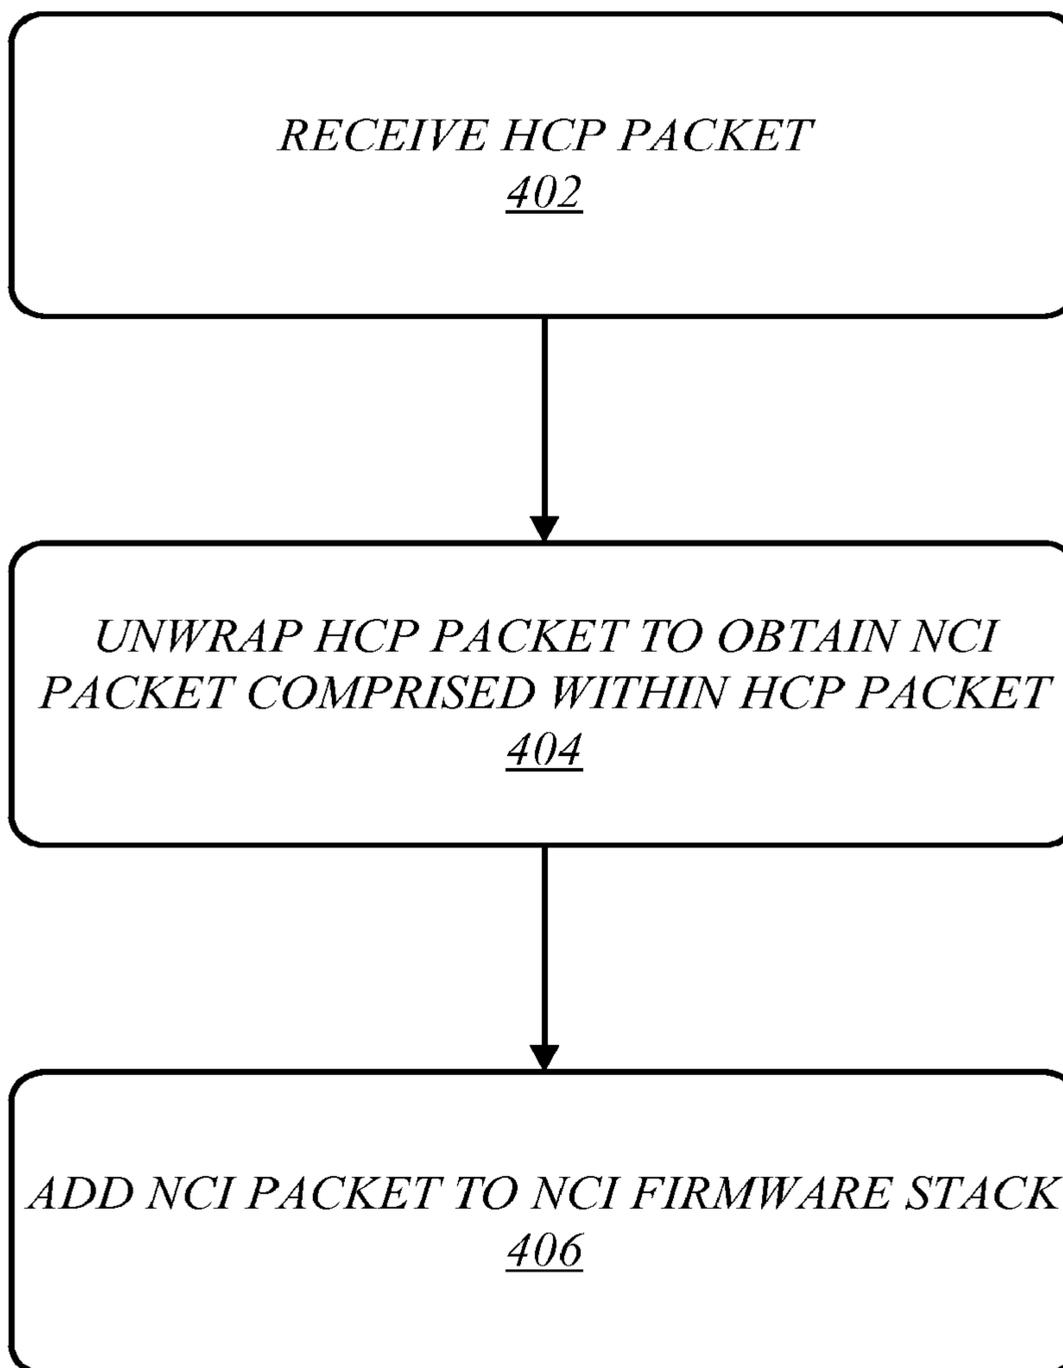 RECEIVE HCP PACKET
402
UNWRAP HCP PACKET TO OBTAIN NCI
PACKET COMPRISED WITHIN HCP PACKET
404
ADD NCI PACKET TO NCI FIRMWARE STACK
406